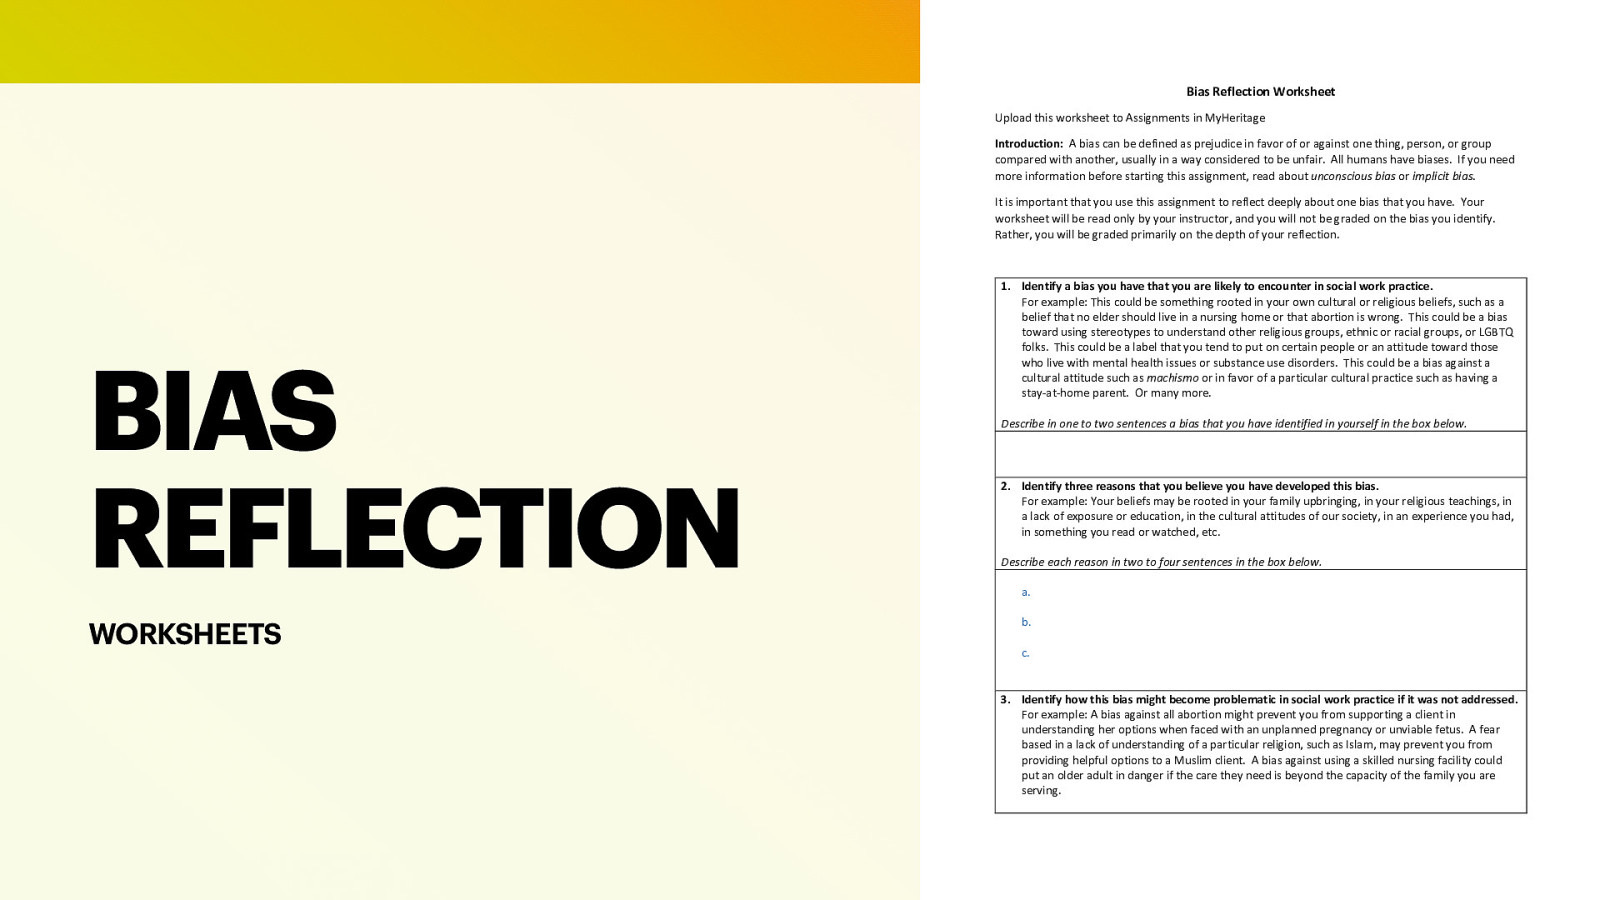 BIAS
REFLECTION
WORKSHEETS
Bias Reflection Worksheet
Upload this worksheet to Assignments in MyHeritage
Introduction: A bias can be defined as prejudice in favor of or against one thing, person, or group
compared with another, usually in a way considered to be unfair. All humans have biases. If you need
more information before starting this assignment, read about unconscious bias or implicit bias.
It is important that you use this assignment to reflect deeply about one bias that you have. Your
worksheet will be read only by your instructor, and you will not be graded on the bias you identify.
Rather, you will be graded primarily on the depth of your reflection.
1. Identify a bias you have that you are likely to encounter in social work practice.
For example: This could be something rooted in your own cultural or religious beliefs, such as a
belief that no elder should live in a nursing home or that abortion is wrong. This could be a bias
toward using stereotypes to understand other religious groups, ethnic or racial groups, or LGBTQ
folks. This could be a label that you tend to put on certain people or an attitude toward those
who live with mental health issues or substance use disorders. This could be a bias against a
cultural attitude such as machismo or in favor of a particular cultural practice such as having a
stay-at-home parent. Or many more.
Describe in one to two sentences a bias that you have identified in yourself in the box below.
2. Identify three reasons that you believe you have developed this bias.
For example: Your beliefs may be rooted in your family upbringing, in your religious teachings, in
a lack of exposure or education, in the cultural attitudes of our society, in an experience you had,
in something you read or watched, etc.
Describe each reason in two to four sentences in the box below.
a.
b.
c.
3. Identify how this bias might become problematic in social work practice if it was not addressed.
For example: A bias against all abortion might prevent you from supporting a client in
understanding her options when faced with an unplanned pregnancy or unviable fetus. A fear
based in a lack of understanding of a particular religion, such as Islam, may prevent you from
providing helpful options to a Muslim client. A bias against using a skilled nursing facility could
put an older adult in danger if the care they need is beyond the capacity of the family you are
serving.